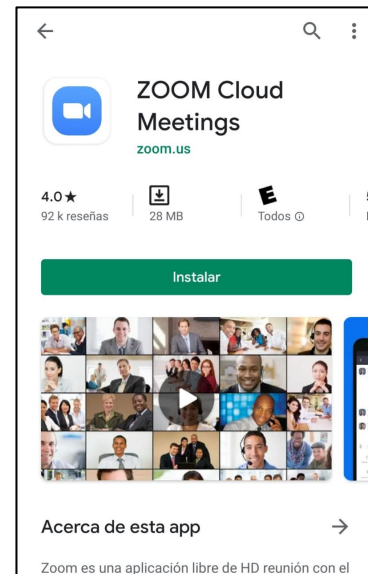 ZOOM Cloud
Meetings
zoom.us
4.0★
92 k reseñas
28 MB
E
Todos
Instalar
Acerca de esta app
Zoom es una aplicación libre de HD reunión con el